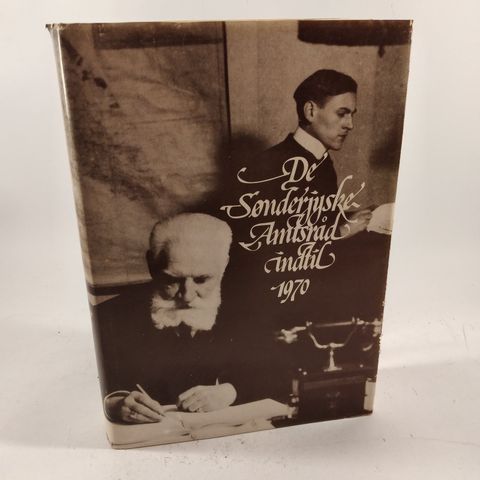 De
Sønderjyske
Amtsråd
indtil
1970